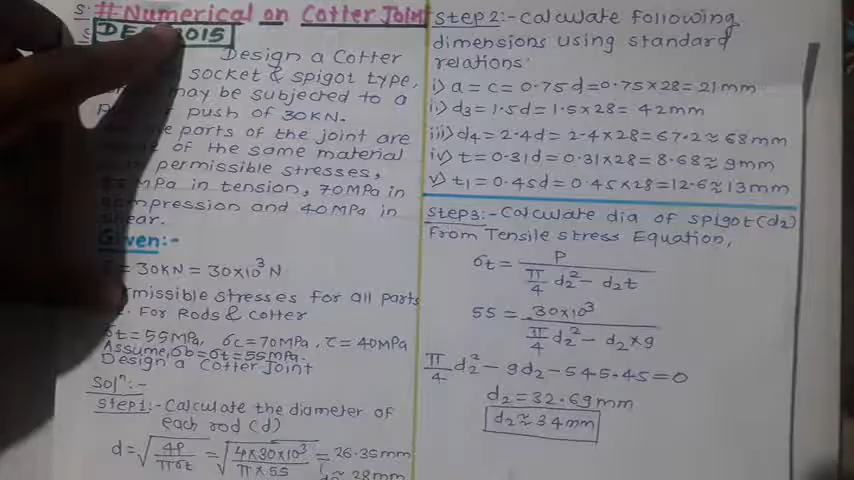 #Numerical on Cotter Joint
Design a Cotter
socket & spigot type,
may be subjected to a
push of 30KN.
parts of the joint are
of the same material
permissible stresses,
MPa in tension, 70MPa in
compression and 40MPa in
shear.
Given:-
= 30KN = 30×10³ N
missible stresses for all parts
For Rods & cotter
σt = 55MPa, σc = 70MPa, τ = 40MPa
Assume, σb = σt = 55MPa.
Design a Cotter Joint
Solⁿ:-
Step1:- Calculate the diameter of
each rod (d)
d = √(4P/πσt) = √(4×30×10³/π×55) = 26.35mm
≈ 28mm
Step2:- Calculate following
dimensions using standard
relations:
i) a = c = 0.75d = 0.75×28 = 21mm
ii) d3 = 1.5d = 1.5×28 = 42mm
iii) d4 = 2.4d = 2.4×28 = 67.2 ≈ 68mm
iv) t = 0.31d = 0.31×28 = 8.68 ≈ 9mm
v) t1 = 0.45d = 0.45×28 = 12.6 ≈ 13mm
Step3:- Calculate dia of spigot (d2)
From Tensile stress Equation,
σt = P / (π/4 d2² - d2t)
55 = 30×10³ / (π/4 d2² - d2×9)
π/4 d2² - 9d2 - 545.45 = 0
d2 = 32.69mm
d2 ≈ 34mm